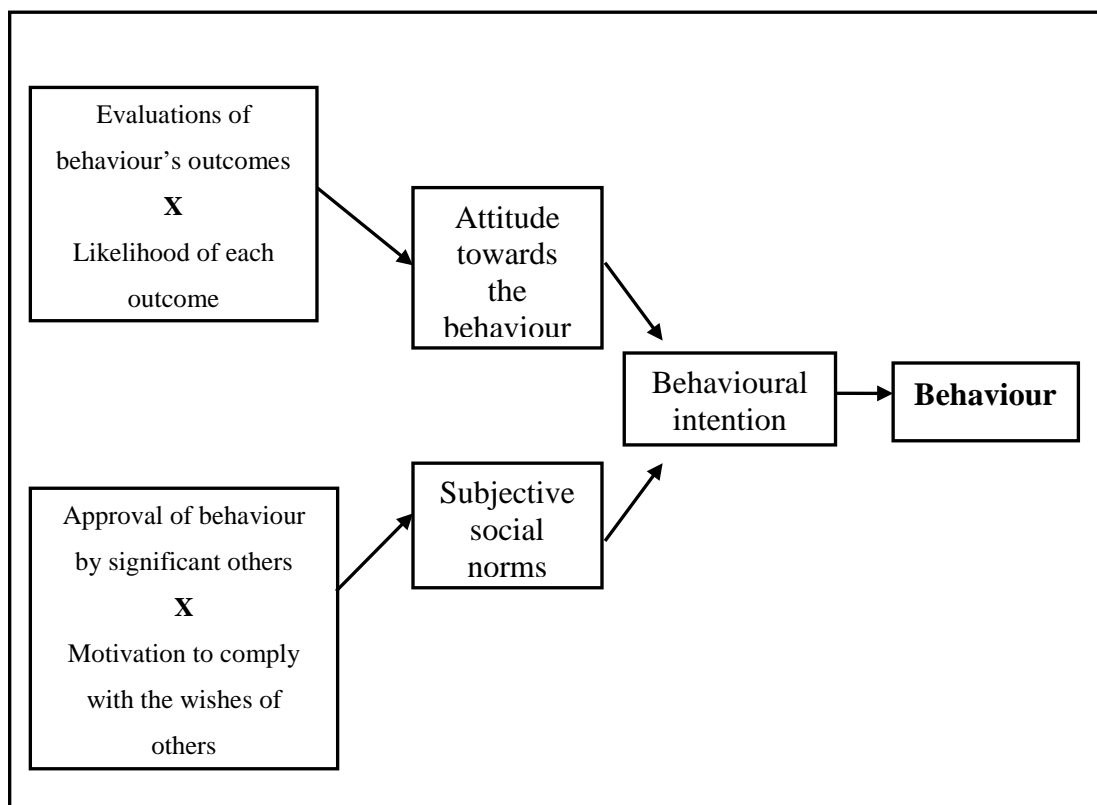 Evaluations of
behaviour’s outcomes
X
Likelihood of each
outcome
Attitude
towards
the
behaviour
Behavioural
intention
Behaviour
Approval of behaviour
by significant others
X
Motivation to comply
with the wishes of
others
Subjective
social
norms